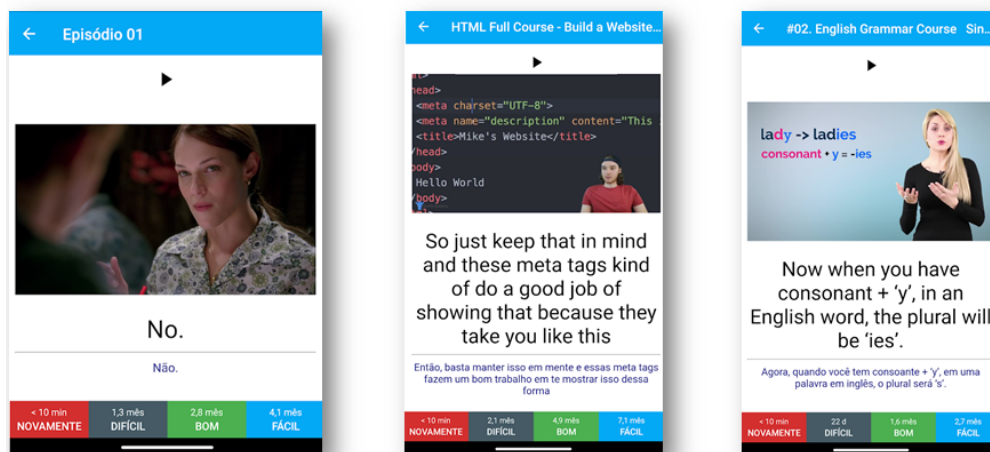 Episódio 01
No.
Não.
< 10 min
NOVAMENTE
1,3 mês
DIFÍCIL
2,8 mês
BOM
4,1 mês
FÁCIL
HTML Full Course - Build a Website...
head>
<meta charset="UTF-8">
<meta name="description" content="This
<title>Mike's Website</title>
/head>
body>
Hello World
/body>
So just keep that in mind
and these meta tags kind
of do a good job of
showing that because they
take you like this
Então, basta manter isso em mente e essas meta tags
fazem um bom trabalho em te mostrar isso dessa
forma
< 10 min
NOVAMENTE
2,1 mês
DIFÍCIL
4,9 mês
BOM
7,1 mês
FÁCIL
#02. English Grammar Course Sin...
lady -> ladies
consonant + y = -ies
Now when you have
consonant + ‘y’, in an
English word, the plural will
be ‘ies’.
Agora, quando você tem consoante + ‘y’, em uma
palavra em inglês, o plural será ‘s’.
< 10 min
NOVAMENTE
22 d
DIFÍCIL
1,6 mês
BOM
2,7 mês
FÁCIL